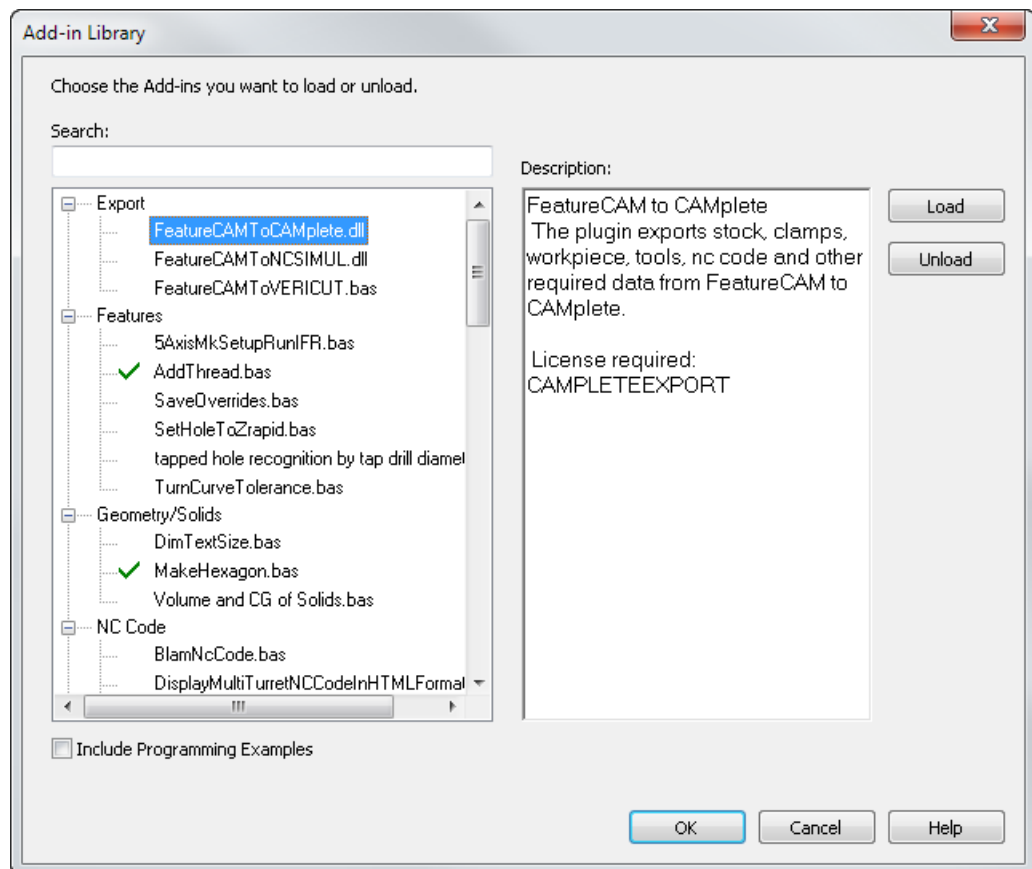 Add-in Library
Choose the Add-ins you want to load or unload.
Search:
Export
FeatureCAMToCAMplete.dll
FeatureCAMToNCSIMUL.dll
FeatureCAMToVERICUT.bas
Features
5AxisMkSetupRunIFR.bas
AddThread.bas
SaveOverrides.bas
SetHoleToZrapid.bas
tapped hole recognition by tap drill diamet
TurnCurveTolerance.bas
Geometry/Solids
DimTextSize.bas
MakeHexagon.bas
Volume and CG of Solids.bas
NC Code
BlamNcCode.bas
DisplayMultiTurretNCCodeInHTMLFormat
Include Programming Examples
Description:
FeatureCAM to CAMplete
The plugin exports stock, clamps,
workpiece, tools, nc code and other
required data from FeatureCAM to
CAMplete.
License required:
CAMPLETEEXPORT
Load
Unload
OK
Cancel
Help